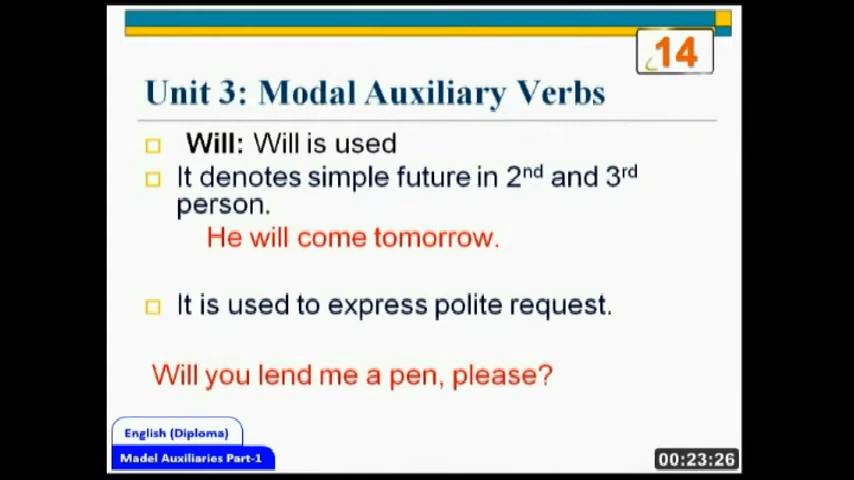 14
Unit 3: Modal Auxiliary Verbs
Will: Will is used
It denotes simple future in 2nd and 3rd
person.
He will come tomorrow.
It is used to express polite request.
Will you lend me a pen, please?
English (Diploma)
Madel Auxiliaries Part-1
00:23:26